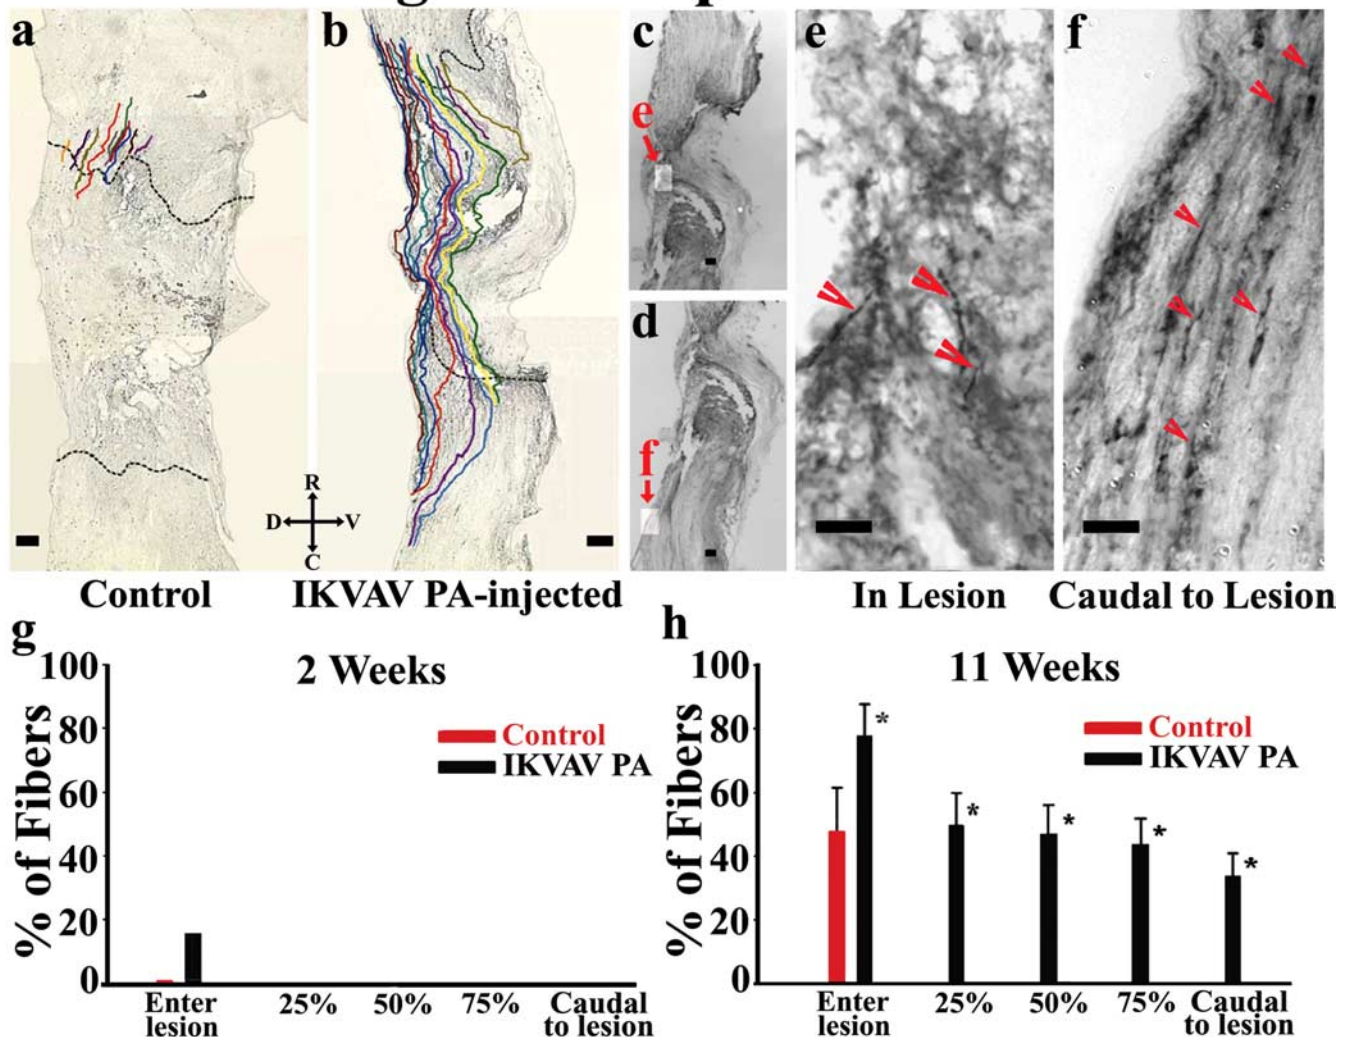 a
b
c
d
e
f
e
f
R
D V
C
Control
IKVAV PA-injected
In Lesion
Caudal to Lesion
g
2 Weeks
% of Fibers
100
80
60
40
20
0
Control
IKVAV PA
Enter
lesion
25%
50%
75%
Caudal
to lesion
h
11 Weeks
% of Fibers
100
80
60
40
20
0
Control
IKVAV PA
*
*
*
*
*
Enter
lesion
25%
50%
75%
Caudal
to lesion